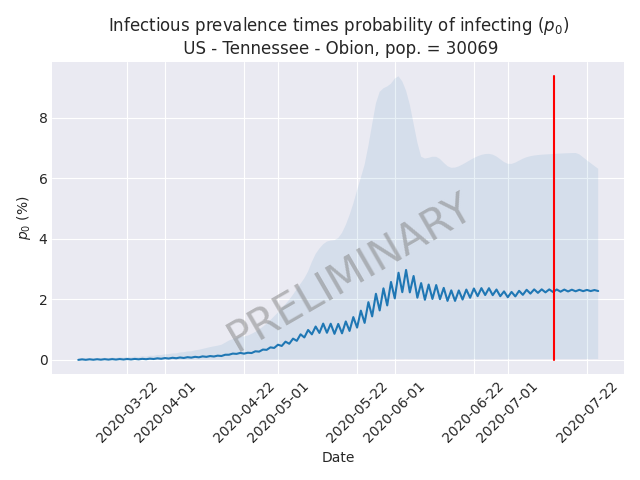 Infectious prevalence times probability of infecting (p₀)
US - Tennessee - Obion, pop. = 30069
8
6
4
2
0
p₀ (%)
PRELIMINARY
2020-03-22
2020-04-01
2020-04-22
2020-05-01
2020-05-22
2020-06-01
2020-06-22
2020-07-01
2020-07-22
Date